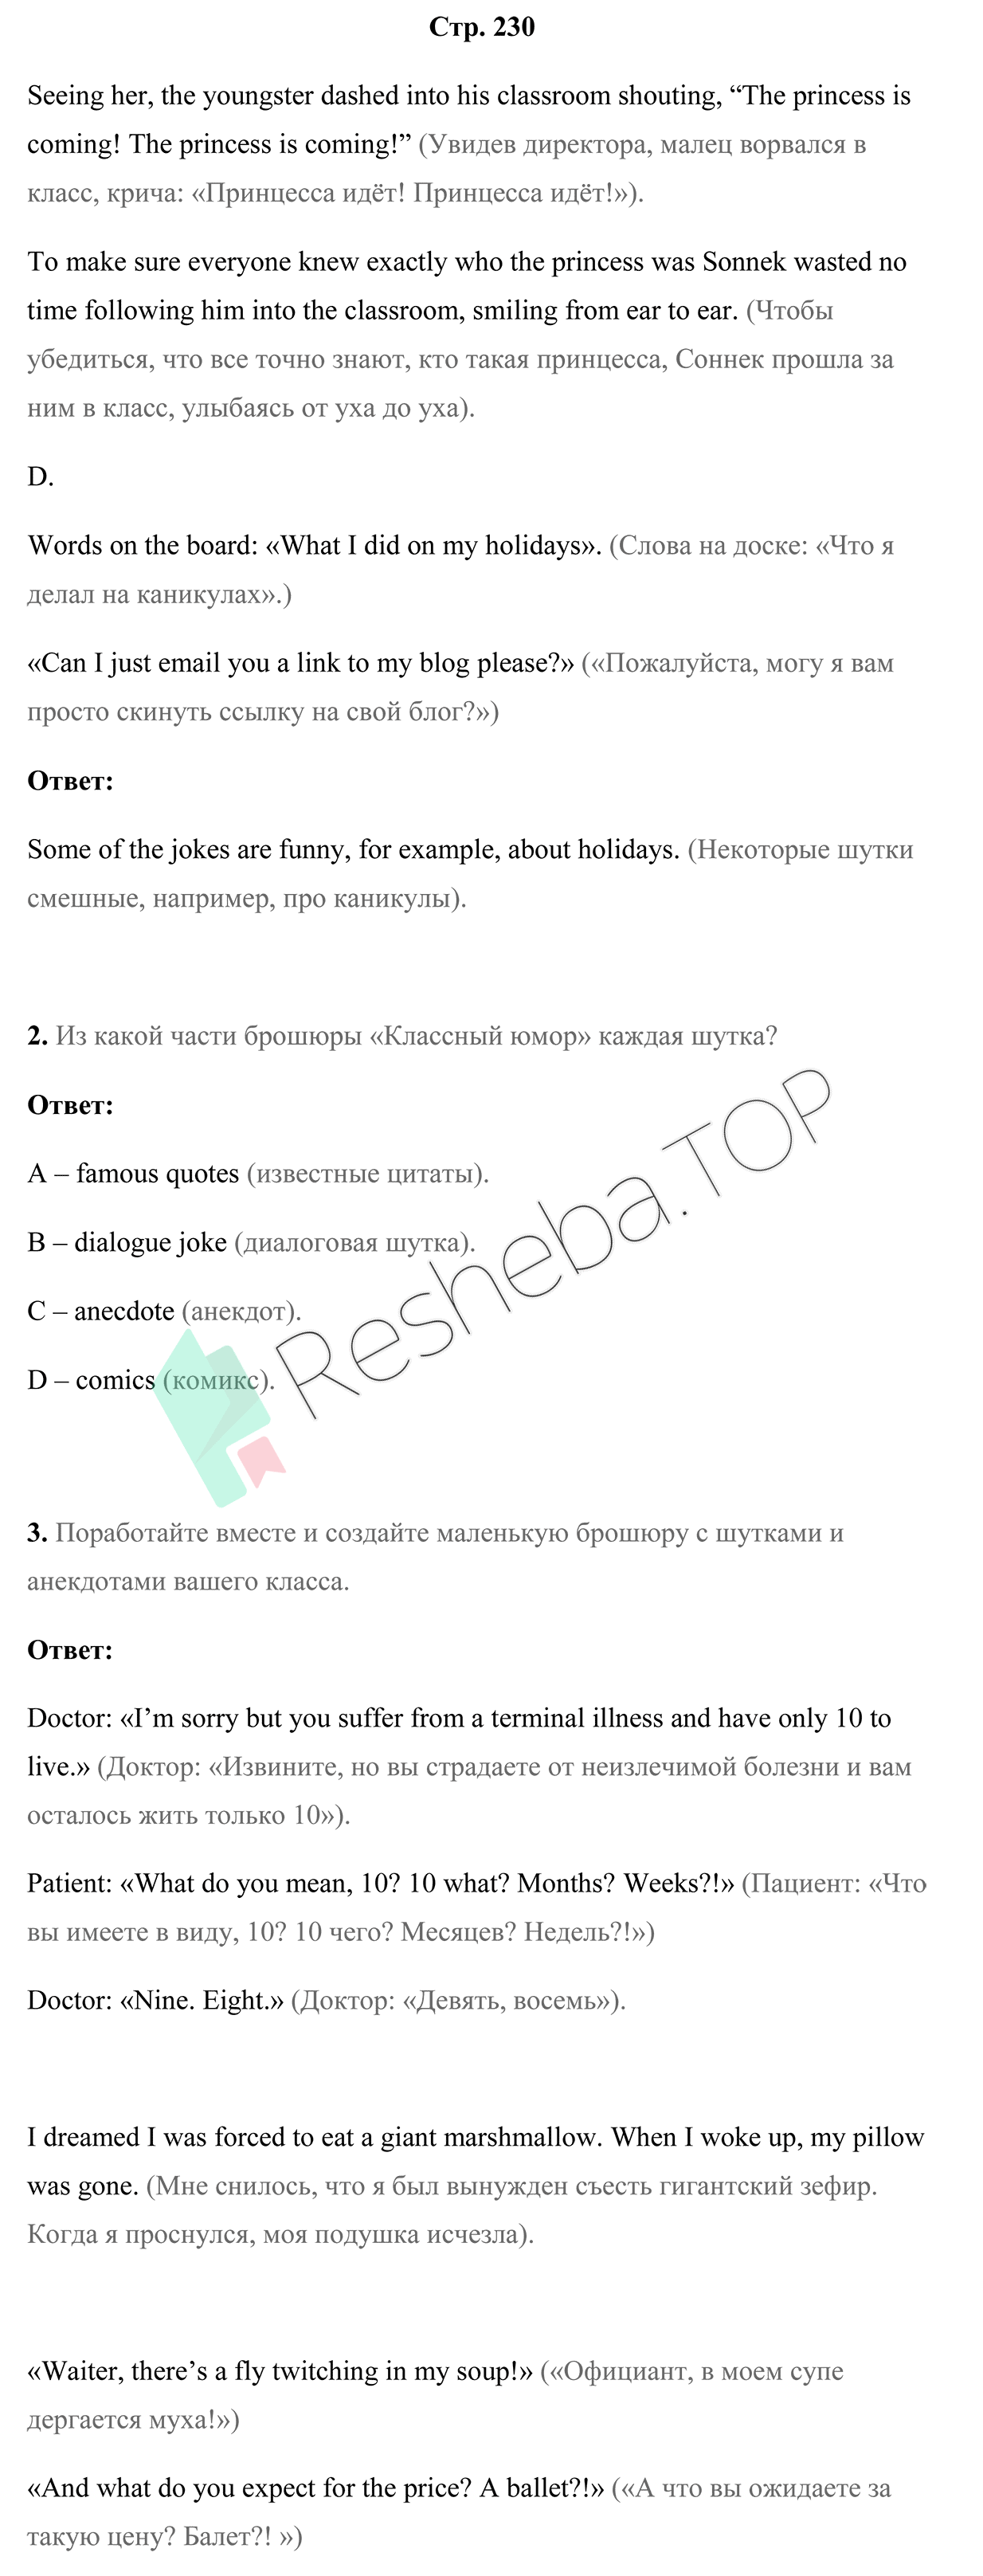 Стр. 230
Seeing her, the youngster dashed into his classroom shouting, “The princess is
coming! The princess is coming!” (Увидев директора, малец ворвался в
класс, крича: «Принцесса идёт! Принцесса идёт!»).
To make sure everyone knew exactly who the princess was Sonnek wasted no
time following him into the classroom, smiling from ear to ear. (Чтобы
убедиться, что все точно знают, кто такая принцесса, Соннек прошла за
ним в класс, улыбаясь от уха до уха).
D.
Words on the board: «What I did on my holidays». (Слова на доске: «Что я
делал на каникулах».)
«Can I just email you a link to my blog please?» («Пожалуйста, могу я вам
просто скинуть ссылку на свой блог?»)
Ответ:
Some of the jokes are funny, for example, about holidays. (Некоторые шутки
смешные, например, про каникулы).
2. Из какой части брошюры «Классный юмор» каждая шутка?
Ответ:
A – famous quotes (известные цитаты).
B – dialogue joke (диалоговая шутка).
C – anecdote (анекдот).
D – comics (комикс).
Resheba.TOP
3. Поработайте вместе и создайте маленькую брошюру с шутками и
анекдотами вашего класса.
Ответ:
Doctor: «I’m sorry but you suffer from a terminal illness and have only 10 to
live.» (Доктор: «Извините, но вы страдаете от неизлечимой болезни и вам
осталось жить только 10»).
Patient: «What do you mean, 10? 10 what? Months? Weeks?!» (Пациент: «Что
вы имеете в виду, 10? 10 чего? Месяцев? Недель?!»)
Doctor: «Nine. Eight.» (Доктор: «Девять, восемь»).
I dreamed I was forced to eat a giant marshmallow. When I woke up, my pillow
was gone. (Мне снилось, что я был вынужден съесть гигантский зефир.
Когда я проснулся, моя подушка исчезла).
«Waiter, there’s a fly twitching in my soup!» («Официант, в моем супе
дергается муха!»)
«And what do you expect for the price? A ballet?!» («А что вы ожидаете за
такую цену? Балет?! »)